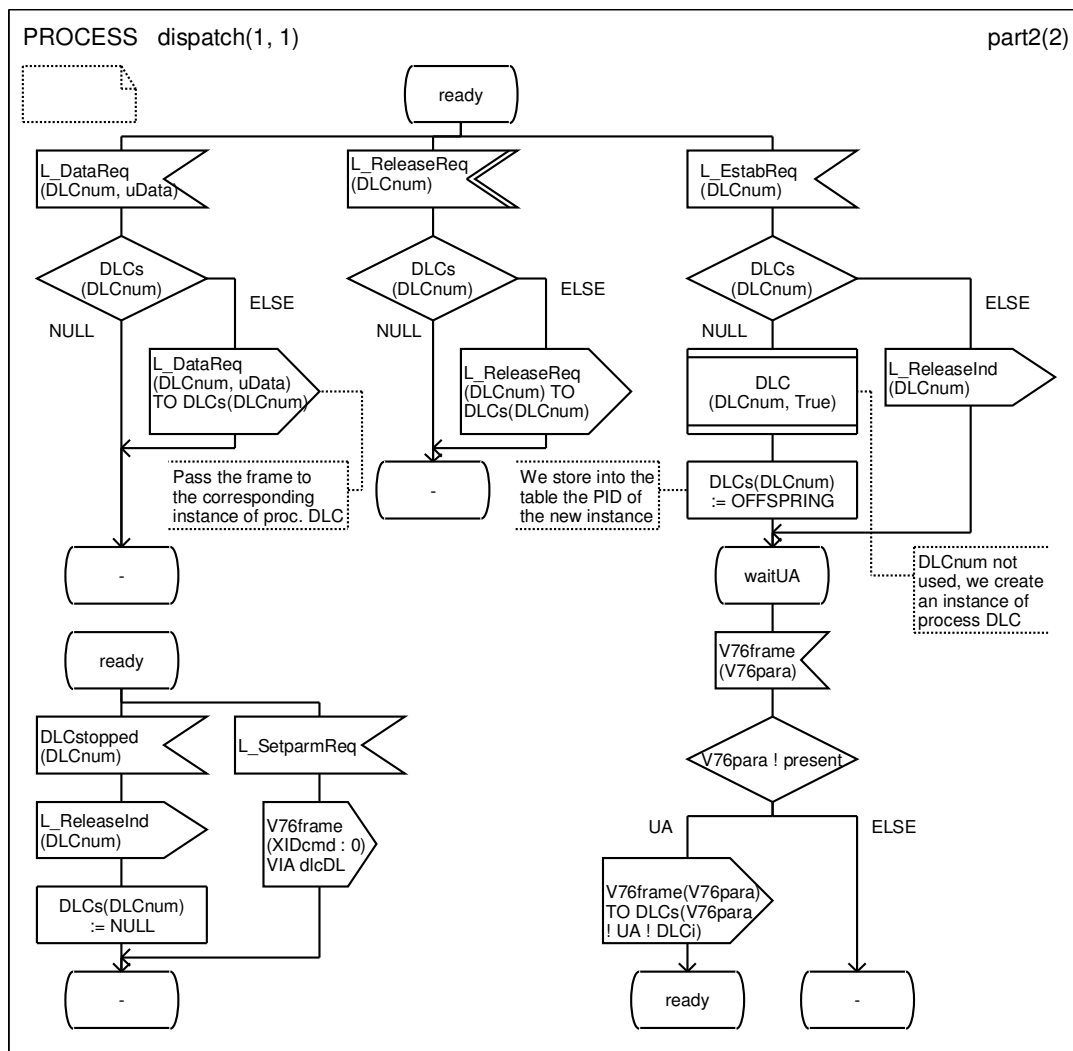 PROCESS dispatch(1, 1)
part2(2)
ready
L_DataReq
(DLCnum, uData)
L_ReleaseReq
(DLCnum)
L_EstabReq
(DLCnum)
DLCs
(DLCnum)
DLCs
(DLCnum)
DLCs
(DLCnum)
NULL
ELSE
NULL
ELSE
NULL
ELSE
L_DataReq
(DLCnum, uData)
TO DLCs(DLCnum)
L_ReleaseReq
(DLCnum) TO
DLCs(DLCnum)
DLC
(DLCnum, True)
L_ReleaseInd
(DLCnum)
Pass the frame to
the corresponding
instance of proc. DLC
-
We store into the
table the PID of
the new instance
DLCs(DLCnum)
:= OFFSPRING
-
waitUA
DLCnum not
used, we create
an instance of
process DLC
ready
V76frame
(V76para)
DLCstopped
(DLCnum)
L_SetparmReq
V76para ! present
L_ReleaseInd
(DLCnum)
V76frame
(XIDcmd : 0)
VIA dlcDL
UA
ELSE
DLCs(DLCnum)
:= NULL
V76frame(V76para)
TO DLCs(V76para
! UA ! DLCi)
-
ready
-